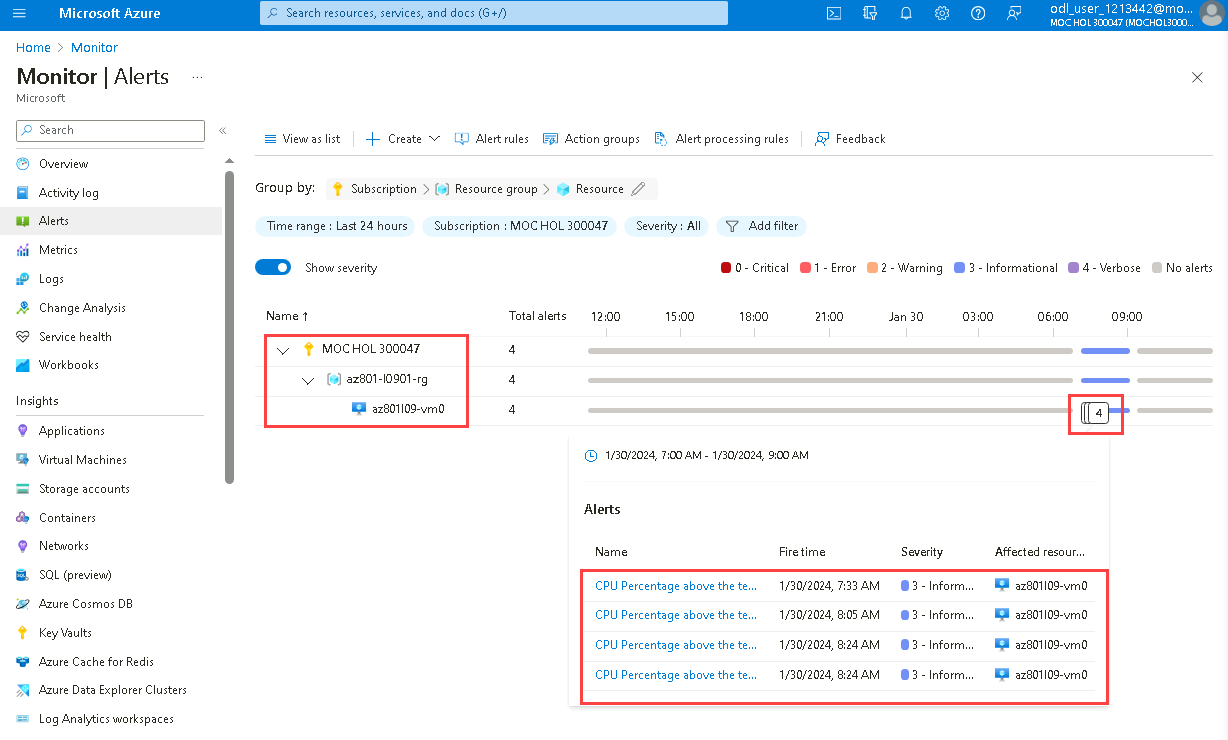 Microsoft Azure
Search resources, services, and docs (G+/)
odl_user_1213442@mo...
MOC HOL 300047 (MOCHOL3000...
Home > Monitor
Monitor | Alerts ...
Microsoft
Search
Overview
Activity log
Alerts
Metrics
Logs
Change Analysis
Service health
Workbooks
Insights
Applications
Virtual Machines
Storage accounts
Containers
Networks
SQL (preview)
Azure Cosmos DB
Key Vaults
Azure Cache for Redis
Azure Data Explorer Clusters
Log Analytics workspaces
View as list Create Alert rules Action groups Alert processing rules Feedback
Group by: Subscription > Resource group > Resource
Time range : Last 24 hours Subscription : MOC HOL 300047 Severity : All Add filter
Show severity 0 - Critical 1 - Error 2 - Warning 3 - Informational 4 - Verbose No alerts
Name ↑ Total alerts 12:00 15:00 18:00 21:00 Jan 30 03:00 06:00 09:00
MOC HOL 300047 4
az801-l0901-rg 4
az801l09-vm0 4 4
1/30/2024, 7:00 AM - 1/30/2024, 9:00 AM
Alerts
Name Fire time Severity Affected resour...
CPU Percentage above the te... 1/30/2024, 7:33 AM 3 - Inform... az801l09-vm0
CPU Percentage above the te... 1/30/2024, 8:05 AM 3 - Inform... az801l09-vm0
CPU Percentage above the te... 1/30/2024, 8:24 AM 3 - Inform... az801l09-vm0
CPU Percentage above the te... 1/30/2024, 8:24 AM 3 - Inform... az801l09-vm0